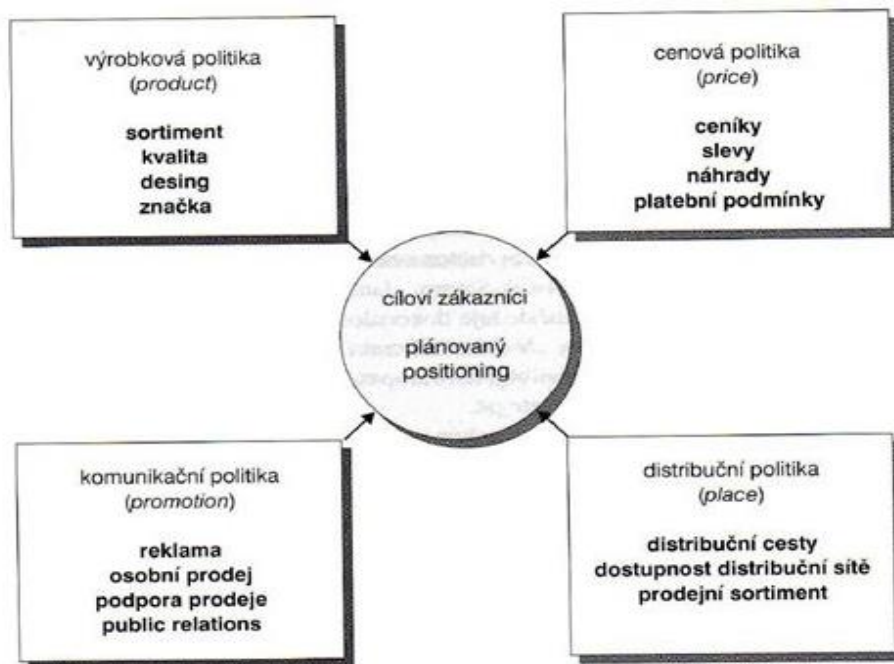 výrobková politika
(product)
sortiment
kvalita
desing
značka
cenová politika
(price)
ceníky
slevy
náhrady
platební podmínky
cíloví zákazníci
plánovaný
positioning
komunikační politika
(promotion)
reklama
osobní prodej
podpora prodeje
public relations
distribuční politika
(place)
distribuční cesty
dostupnost distribuční sítě
prodejní sortiment